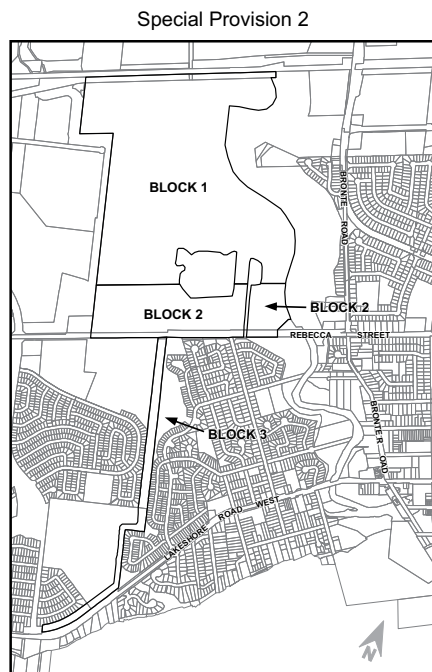 Special Provision 2
BLOCK 1
BRONTE
ROAD
BLOCK 2
BLOCK 2
REBECCA STREET
BRONTE ROAD
BLOCK 3
LAKESHORE ROAD WEST
N